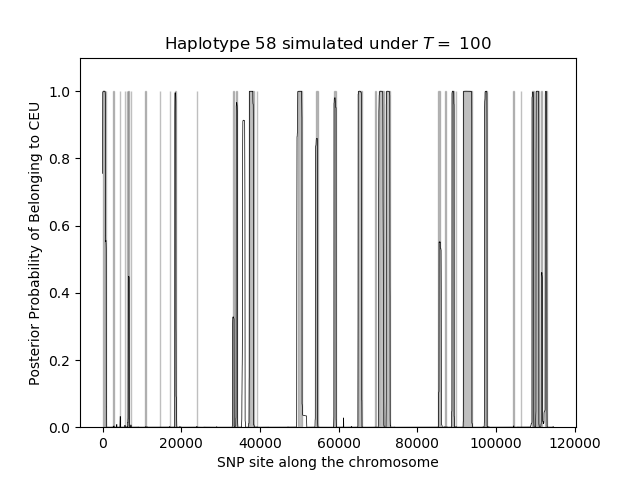 Haplotype 58 simulated under T = 100
Posterior Probability of Belonging to CEU
1.0
0.8
0.6
0.4
0.2
0.0
0 20000 40000 60000 80000 100000 120000
SNP site along the chromosome